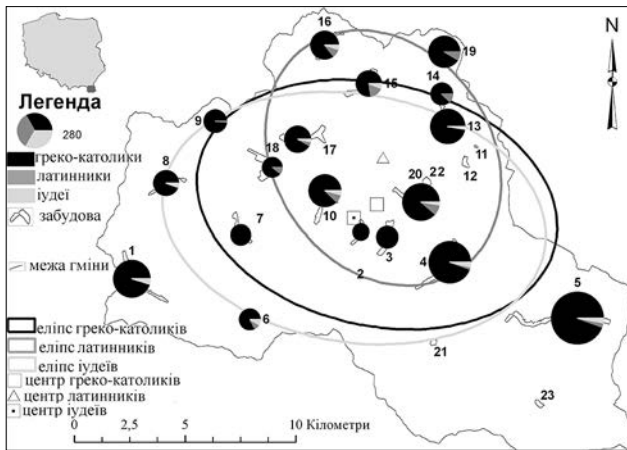 16
N
19
15
14
Легенда
280
9
13
греко-католики
17
11
латинники
18
12
іудеї
8
20
22
забудова
10
7
1
3
4
межа гміни
2
5
еліпс греко-католиків
6
еліпс латинників
21
еліпс іудеїв
центр греко-католиків
центр латинників
23
центр іудеїв
0
2,5
5
10 Кілометри